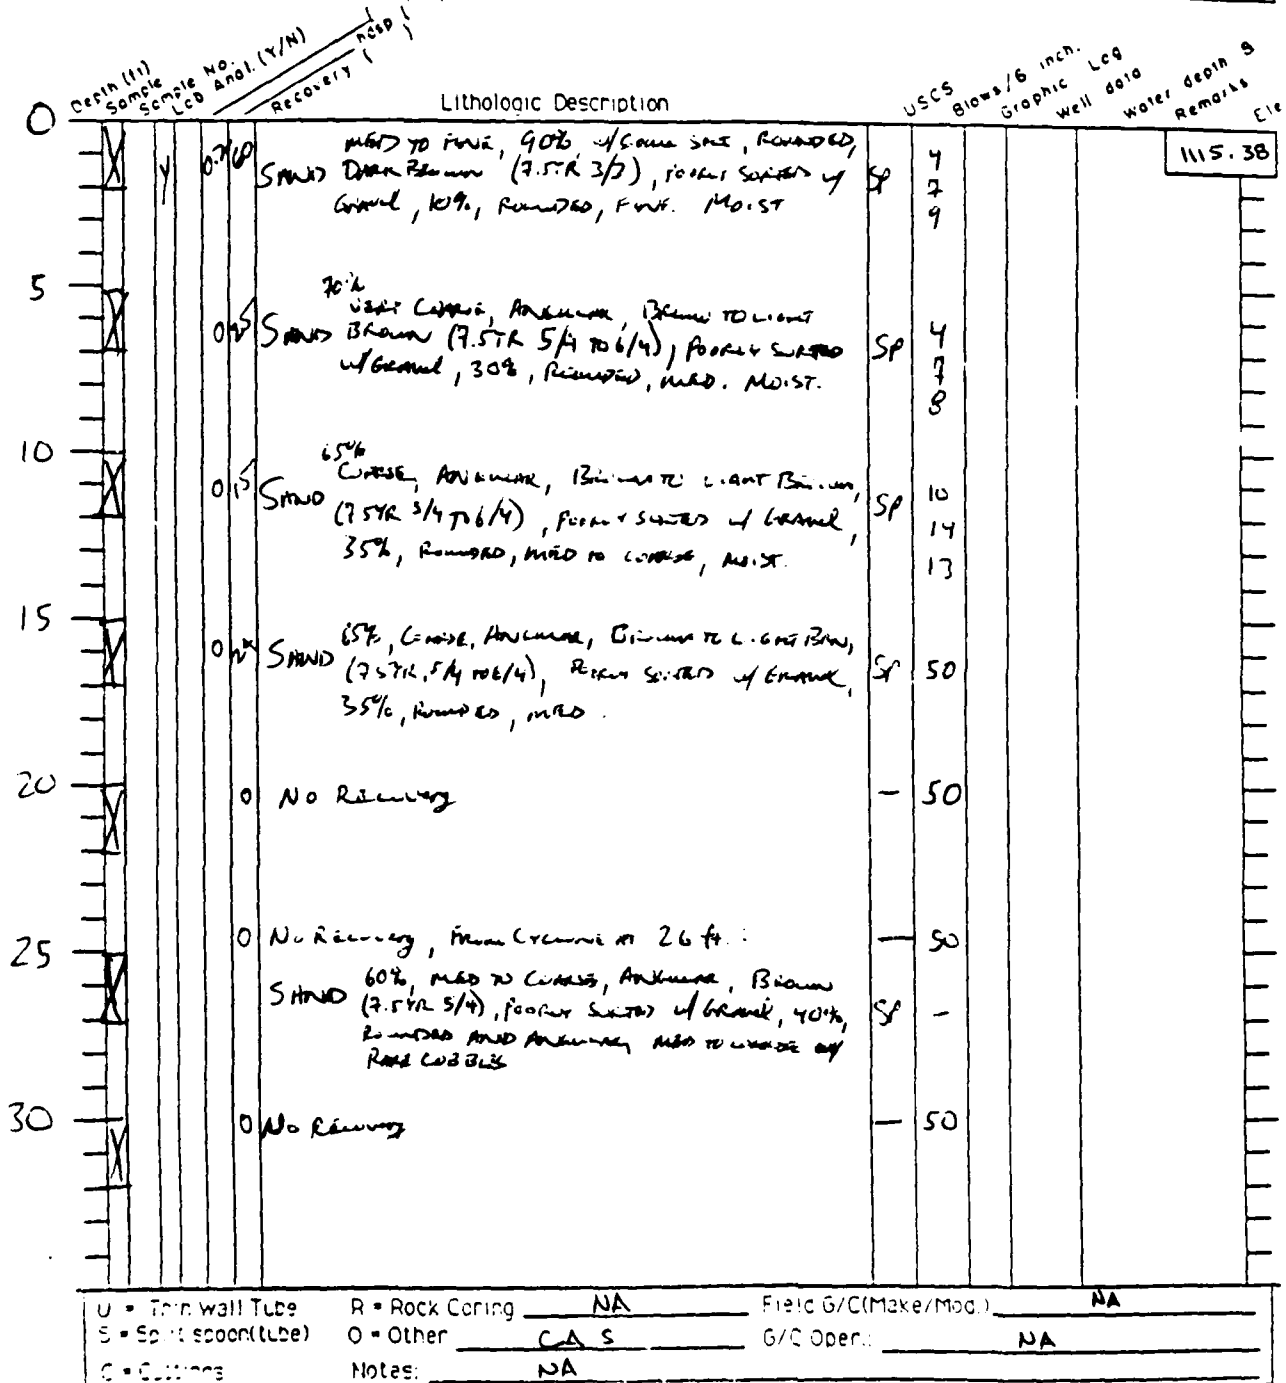 Depth (ft)
Sample
Sample No.
Lab Anal. (Y/N)
Recovery (
Lithologic Description
USCS
Blows/6 inch.
Graphic Log
Well data
Water depth
Remarks
Ele
0
1115.38
Y
60
MED TO FINE, 90%, w/ SOME SILT, ROUNDED,
SAND DARK BROWN (7.5YR 3/2), POORLY SORTED w/
GRAVEL, 10%, ROUNDED, FINE. MOIST
SP
4
7
9
5
70%
VERY COARSE, ANGULAR, BROWN TO LIGHT
0
SAND BROWN (7.5YR 5/4 TO 6/4), POORLY SORTED
w/ GRAVEL, 30%, ROUNDED, MED. MOIST.
SP
4
7
8
10
65%
COARSE, ANGULAR, BROWN TO LIGHT BROWN,
0 15
SAND (7.5YR 5/4 TO 6/4), POORLY SORTED w/ GRAVEL,
35%, ROUNDED, MED TO COARSE, MOIST.
SP
10
14
13
15
65%, COARSE, ANGULAR, BROWN TO LIGHT BRWN,
0
SAND (7.5YR, 5/4 TO 6/4), POORLY SORTED w/ GRAVEL,
35%, ROUNDED, MED.
SP
50
20
0 No Recovery
— 50
0 No Recovery, FROM CYCLONE AT 26 ft.:
— 50
25
SAND 60%, MED TO COARSE, ANGULAR, BROWN
(7.5YR 5/4), POORLY SORTED w/ GRAVEL, 40%,
ROUNDED AND ANGULAR, MED TO COARSE w/
RARE COBBLES
SP -
30
0 No Recovery
— 50
U = Thin wall Tube R = Rock Coring NA Field G/C(Make/Mod.) NA
S = Split spoon(tube) O = Other CAS G/C Oper.: NA
C = Cuttings Notes: NA